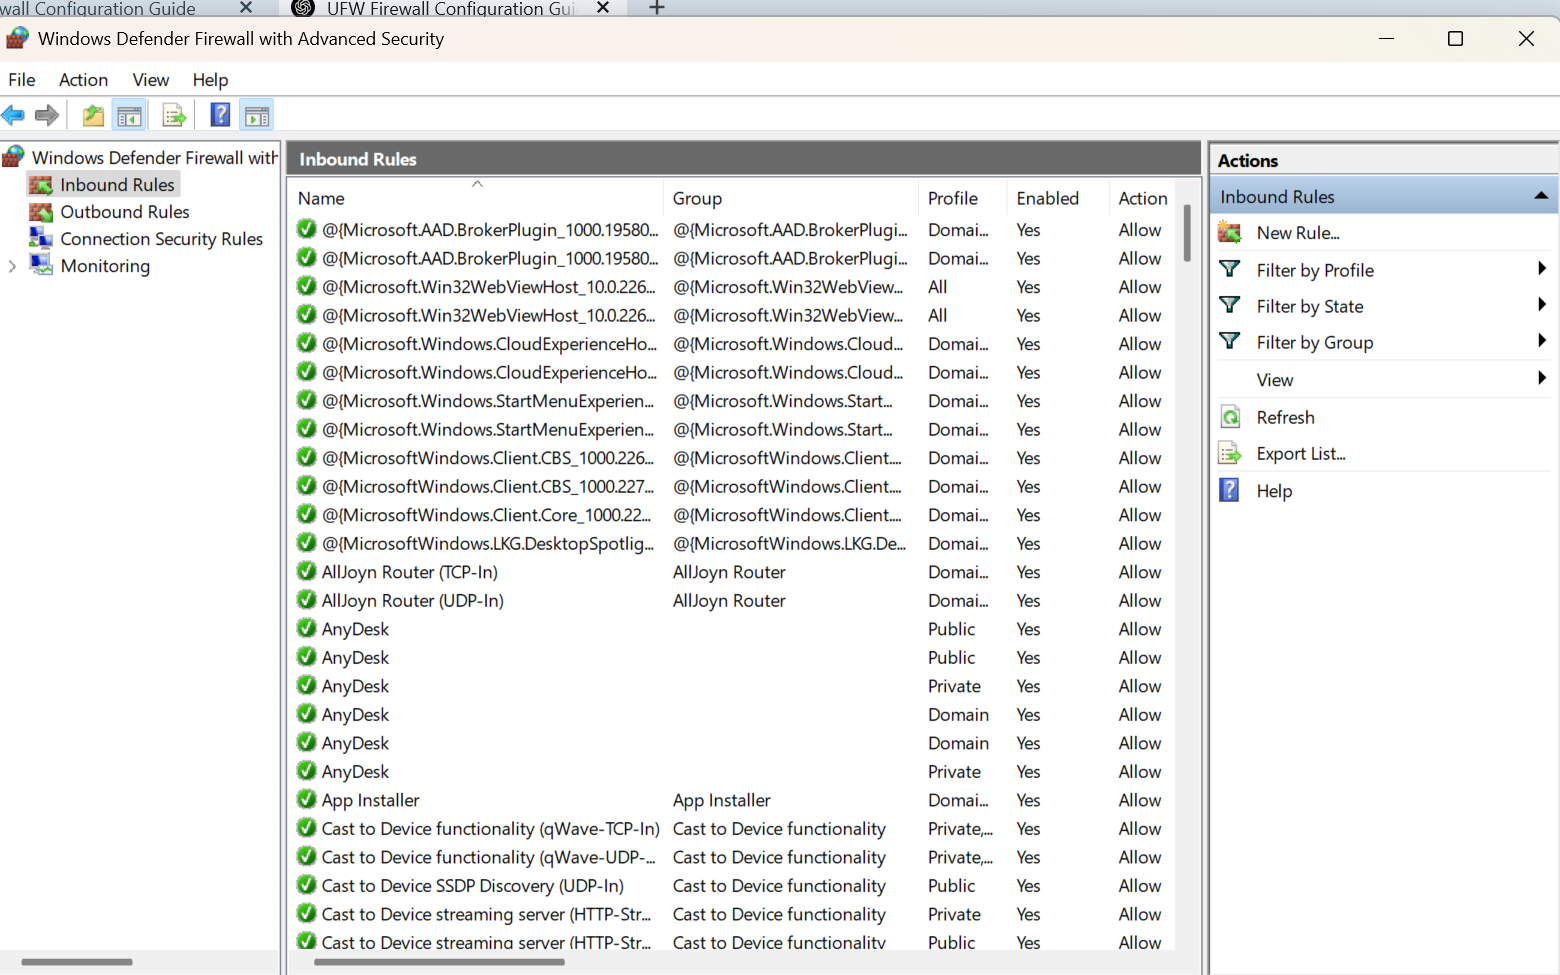 wall Configuration Guide
UFW Firewall Configuration Gui
Windows Defender Firewall with Advanced Security
File Action View Help
Windows Defender Firewall with
Inbound Rules
Outbound Rules
Connection Security Rules
Monitoring
Inbound Rules
Name Group Profile Enabled Action
@{Microsoft.AAD.BrokerPlugin_1000.19580... @{Microsoft.AAD.BrokerPlugi... Domai... Yes Allow
@{Microsoft.AAD.BrokerPlugin_1000.19580... @{Microsoft.AAD.BrokerPlugi... Domai... Yes Allow
@{Microsoft.Win32WebViewHost_10.0.226... @{Microsoft.Win32WebView... All Yes Allow
@{Microsoft.Win32WebViewHost_10.0.226... @{Microsoft.Win32WebView... All Yes Allow
@{Microsoft.Windows.CloudExperienceHo... @{Microsoft.Windows.Cloud... Domai... Yes Allow
@{Microsoft.Windows.CloudExperienceHo... @{Microsoft.Windows.Cloud... Domai... Yes Allow
@{Microsoft.Windows.StartMenuExperien... @{Microsoft.Windows.Start... Domai... Yes Allow
@{Microsoft.Windows.StartMenuExperien... @{Microsoft.Windows.Start... Domai... Yes Allow
@{MicrosoftWindows.Client.CBS_1000.226... @{MicrosoftWindows.Client.... Domai... Yes Allow
@{MicrosoftWindows.Client.CBS_1000.227... @{MicrosoftWindows.Client.... Domai... Yes Allow
@{MicrosoftWindows.Client.Core_1000.22... @{MicrosoftWindows.Client.... Domai... Yes Allow
@{MicrosoftWindows.LKG.DesktopSpotlig... @{MicrosoftWindows.LKG.De... Domai... Yes Allow
AllJoyn Router (TCP-In) AllJoyn Router Domai... Yes Allow
AllJoyn Router (UDP-In) AllJoyn Router Domai... Yes Allow
AnyDesk Public Yes Allow
AnyDesk Public Yes Allow
AnyDesk Private Yes Allow
AnyDesk Domain Yes Allow
AnyDesk Domain Yes Allow
AnyDesk Private Yes Allow
App Installer App Installer Domai... Yes Allow
Cast to Device functionality (qWave-TCP-In) Cast to Device functionality Private,... Yes Allow
Cast to Device functionality (qWave-UDP-... Cast to Device functionality Private,... Yes Allow
Cast to Device SSDP Discovery (UDP-In) Cast to Device functionality Public Yes Allow
Cast to Device streaming server (HTTP-Str... Cast to Device functionality Private Yes Allow
Cast to Device streaming server (HTTP-Str... Cast to Device functionality Public Yes Allow
Actions
Inbound Rules
New Rule...
Filter by Profile
Filter by State
Filter by Group
View
Refresh
Export List...
Help